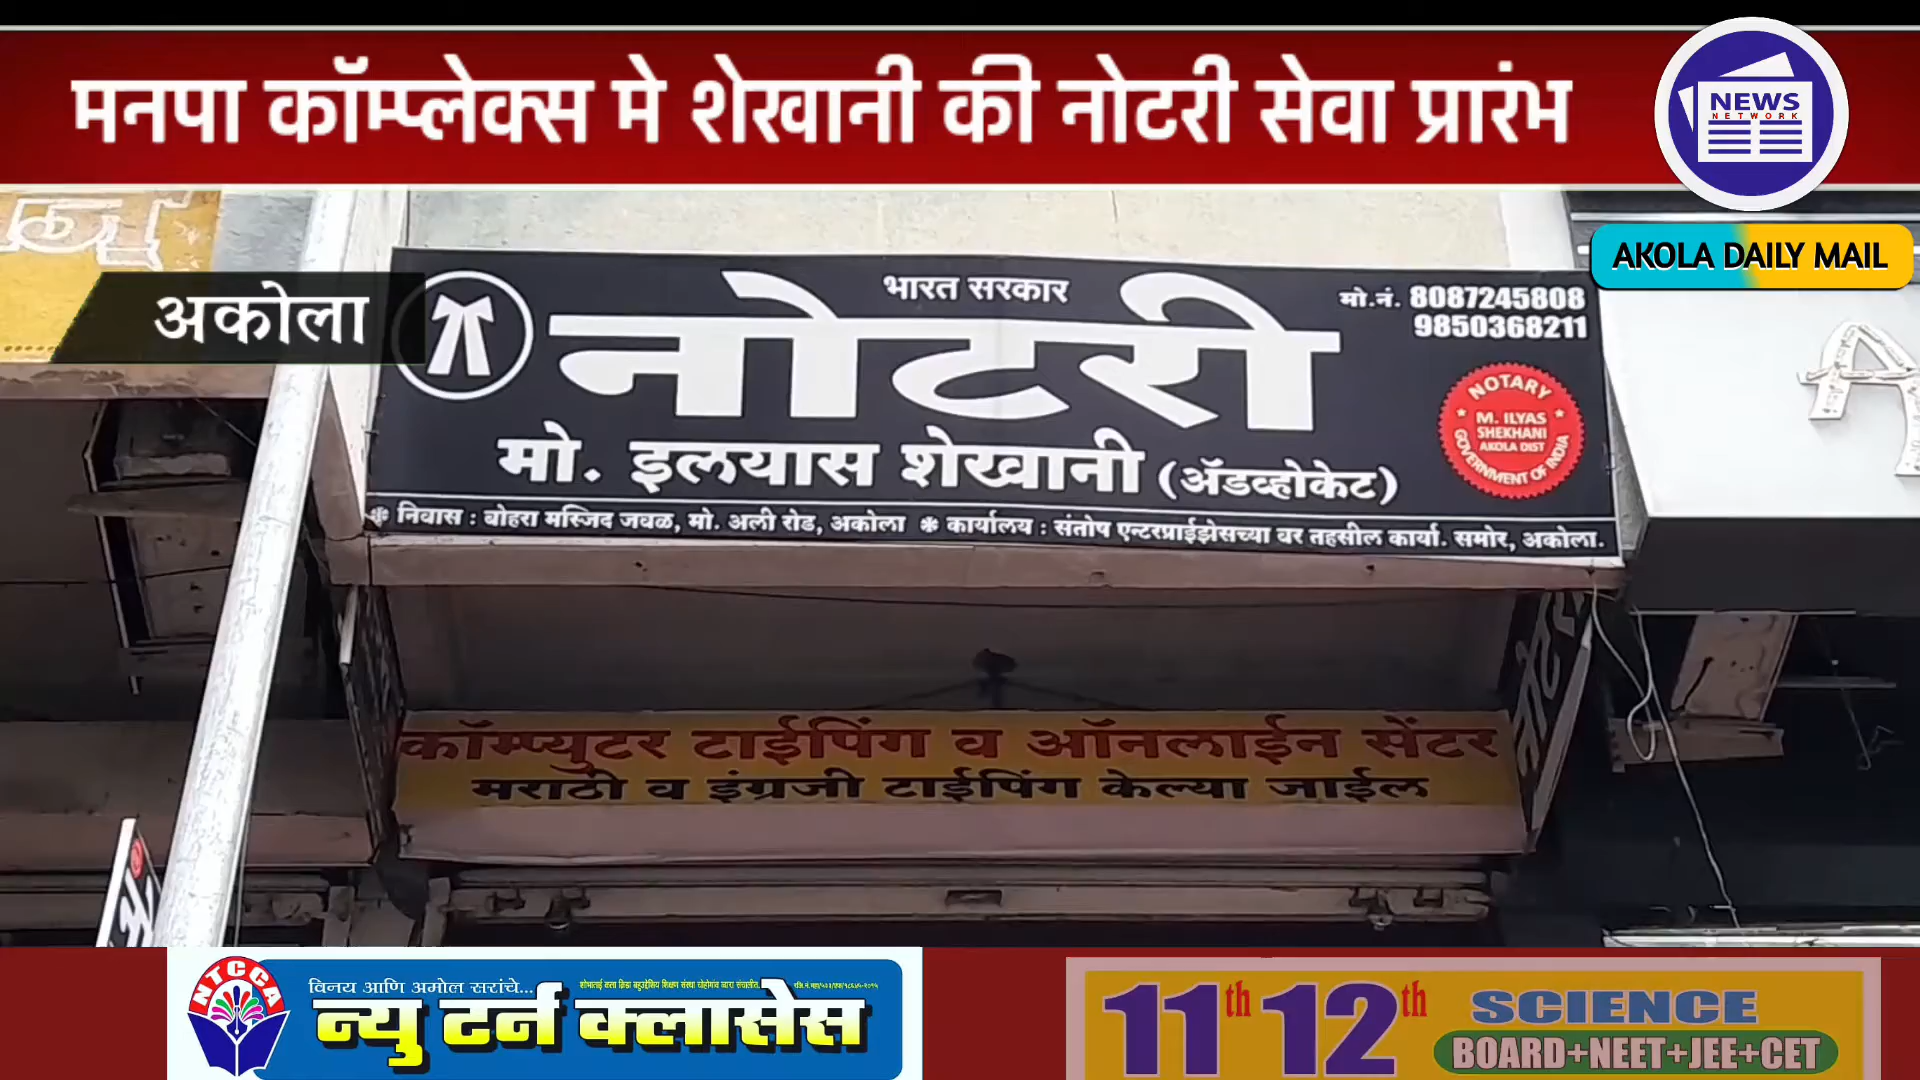 मनपा कॉम्प्लेक्स मे शेखानी की नोटरी सेवा प्रारंभ
NEWS
NETWORK
AKOLA DAILY MAIL
अकोला
भारत सरकार
मो.नं. 8087245808
9850368211
नोटरी
NOTARY
M. ILYAS
SHEKHANI
AKOLA DIST
GOVERNMENT OF INDIA
मो. इलयास शेखानी (ॲडव्होकेट)
निवास : बोहरा मस्जिद जवळ, मो. अली रोड, अकोला ❋ कार्यालय : संतोष एन्टरप्राईझेसच्या वर तहसील कार्या. समोर, अकोला.
कॉम्प्युटर टाईपिंग व ऑनलाईन सेंटर
मराठी व इंग्रजी टाईपिंग केल्या जाईल
NTCCA
विनय आणि अमोल सरांचे...
न्यु टर्न क्लासेस
11th 12th
SCIENCE
BOARD+NEET+JEE+CET